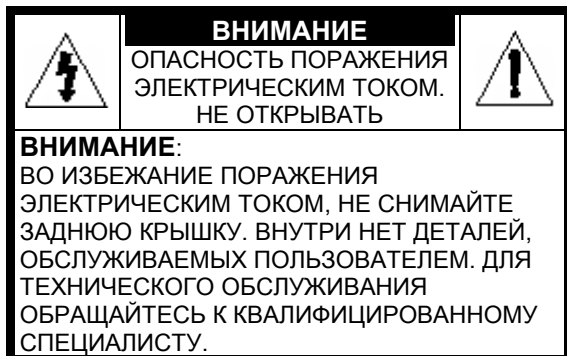 ВНИМАНИЕ
ОПАСНОСТЬ ПОРАЖЕНИЯ
ЭЛЕКТРИЧЕСКИМ ТОКОМ.
НЕ ОТКРЫВАТЬ
ВНИМАНИЕ:
ВО ИЗБЕЖАНИЕ ПОРАЖЕНИЯ
ЭЛЕКТРИЧЕСКИМ ТОКОМ, НЕ СНИМАЙТЕ
ЗАДНЮЮ КРЫШКУ. ВНУТРИ НЕТ ДЕТАЛЕЙ,
ОБСЛУЖИВАЕМЫХ ПОЛЬЗОВАТЕЛЕМ. ДЛЯ
ТЕХНИЧЕСКОГО ОБСЛУЖИВАНИЯ
ОБРАЩАЙТЕСЬ К КВАЛИФИЦИРОВАННОМУ
СПЕЦИАЛИСТУ.